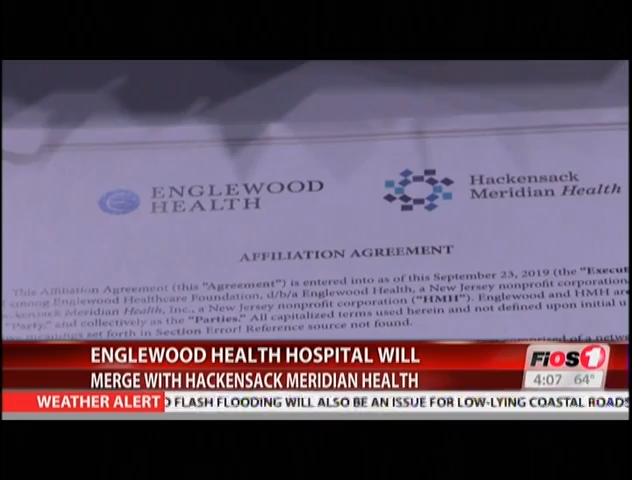 ENGLEWOOD
HEALTH
Hackensack
Meridian Health
AFFILIATION AGREEMENT
This Affiliation Agreement (this "Agreement") is entered into as of this September 23, 2019 (the "Execut
among Englewood Healthcare Foundation, d/b/a Englewood Health, a New Jersey nonprofit corporation
ckensack Meridian Health, Inc., a New Jersey nonprofit corporation ("HMH"). Englewood and HMH are
"Party," and collectively as the "Parties." All capitalized terms used herein and not defined upon initial u
meanings set forth in Section Error! Reference source not found.
ENGLEWOOD HEALTH HOSPITAL WILL
MERGE WITH HACKENSACK MERIDIAN HEALTH
FiOS1
4:07 64°
WEATHER ALERT
D FLASH FLOODING WILL ALSO BE AN ISSUE FOR LOW-LYING COASTAL ROADS